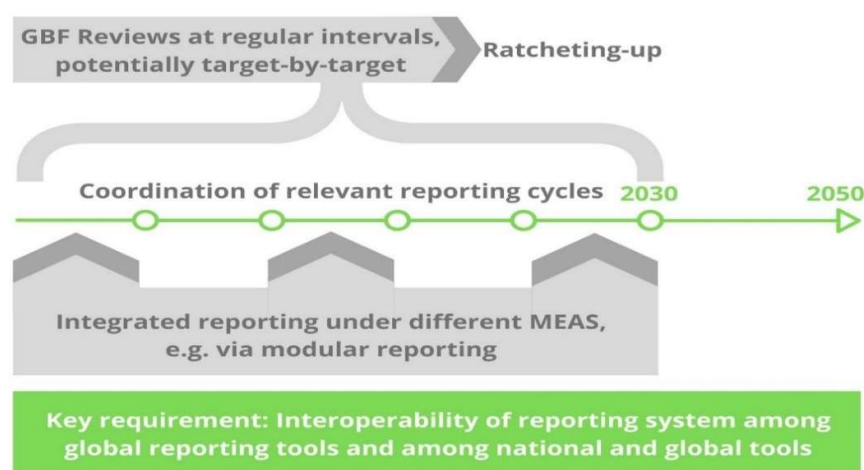 GBF Reviews at regular intervals,
potentially target-by-target
Ratcheting-up
Coordination of relevant reporting cycles 2030 2050
Integrated reporting under different MEAS,
e.g. via modular reporting
Key requirement: Interoperability of reporting system among
global reporting tools and among national and global tools